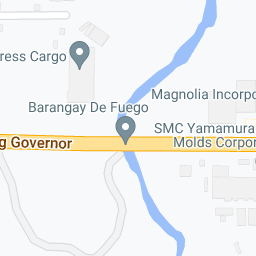 ress Cargo
Magnolia Incorpo
Barangay De Fuego
SMC Yamamura
Molds Corpor
g Governor